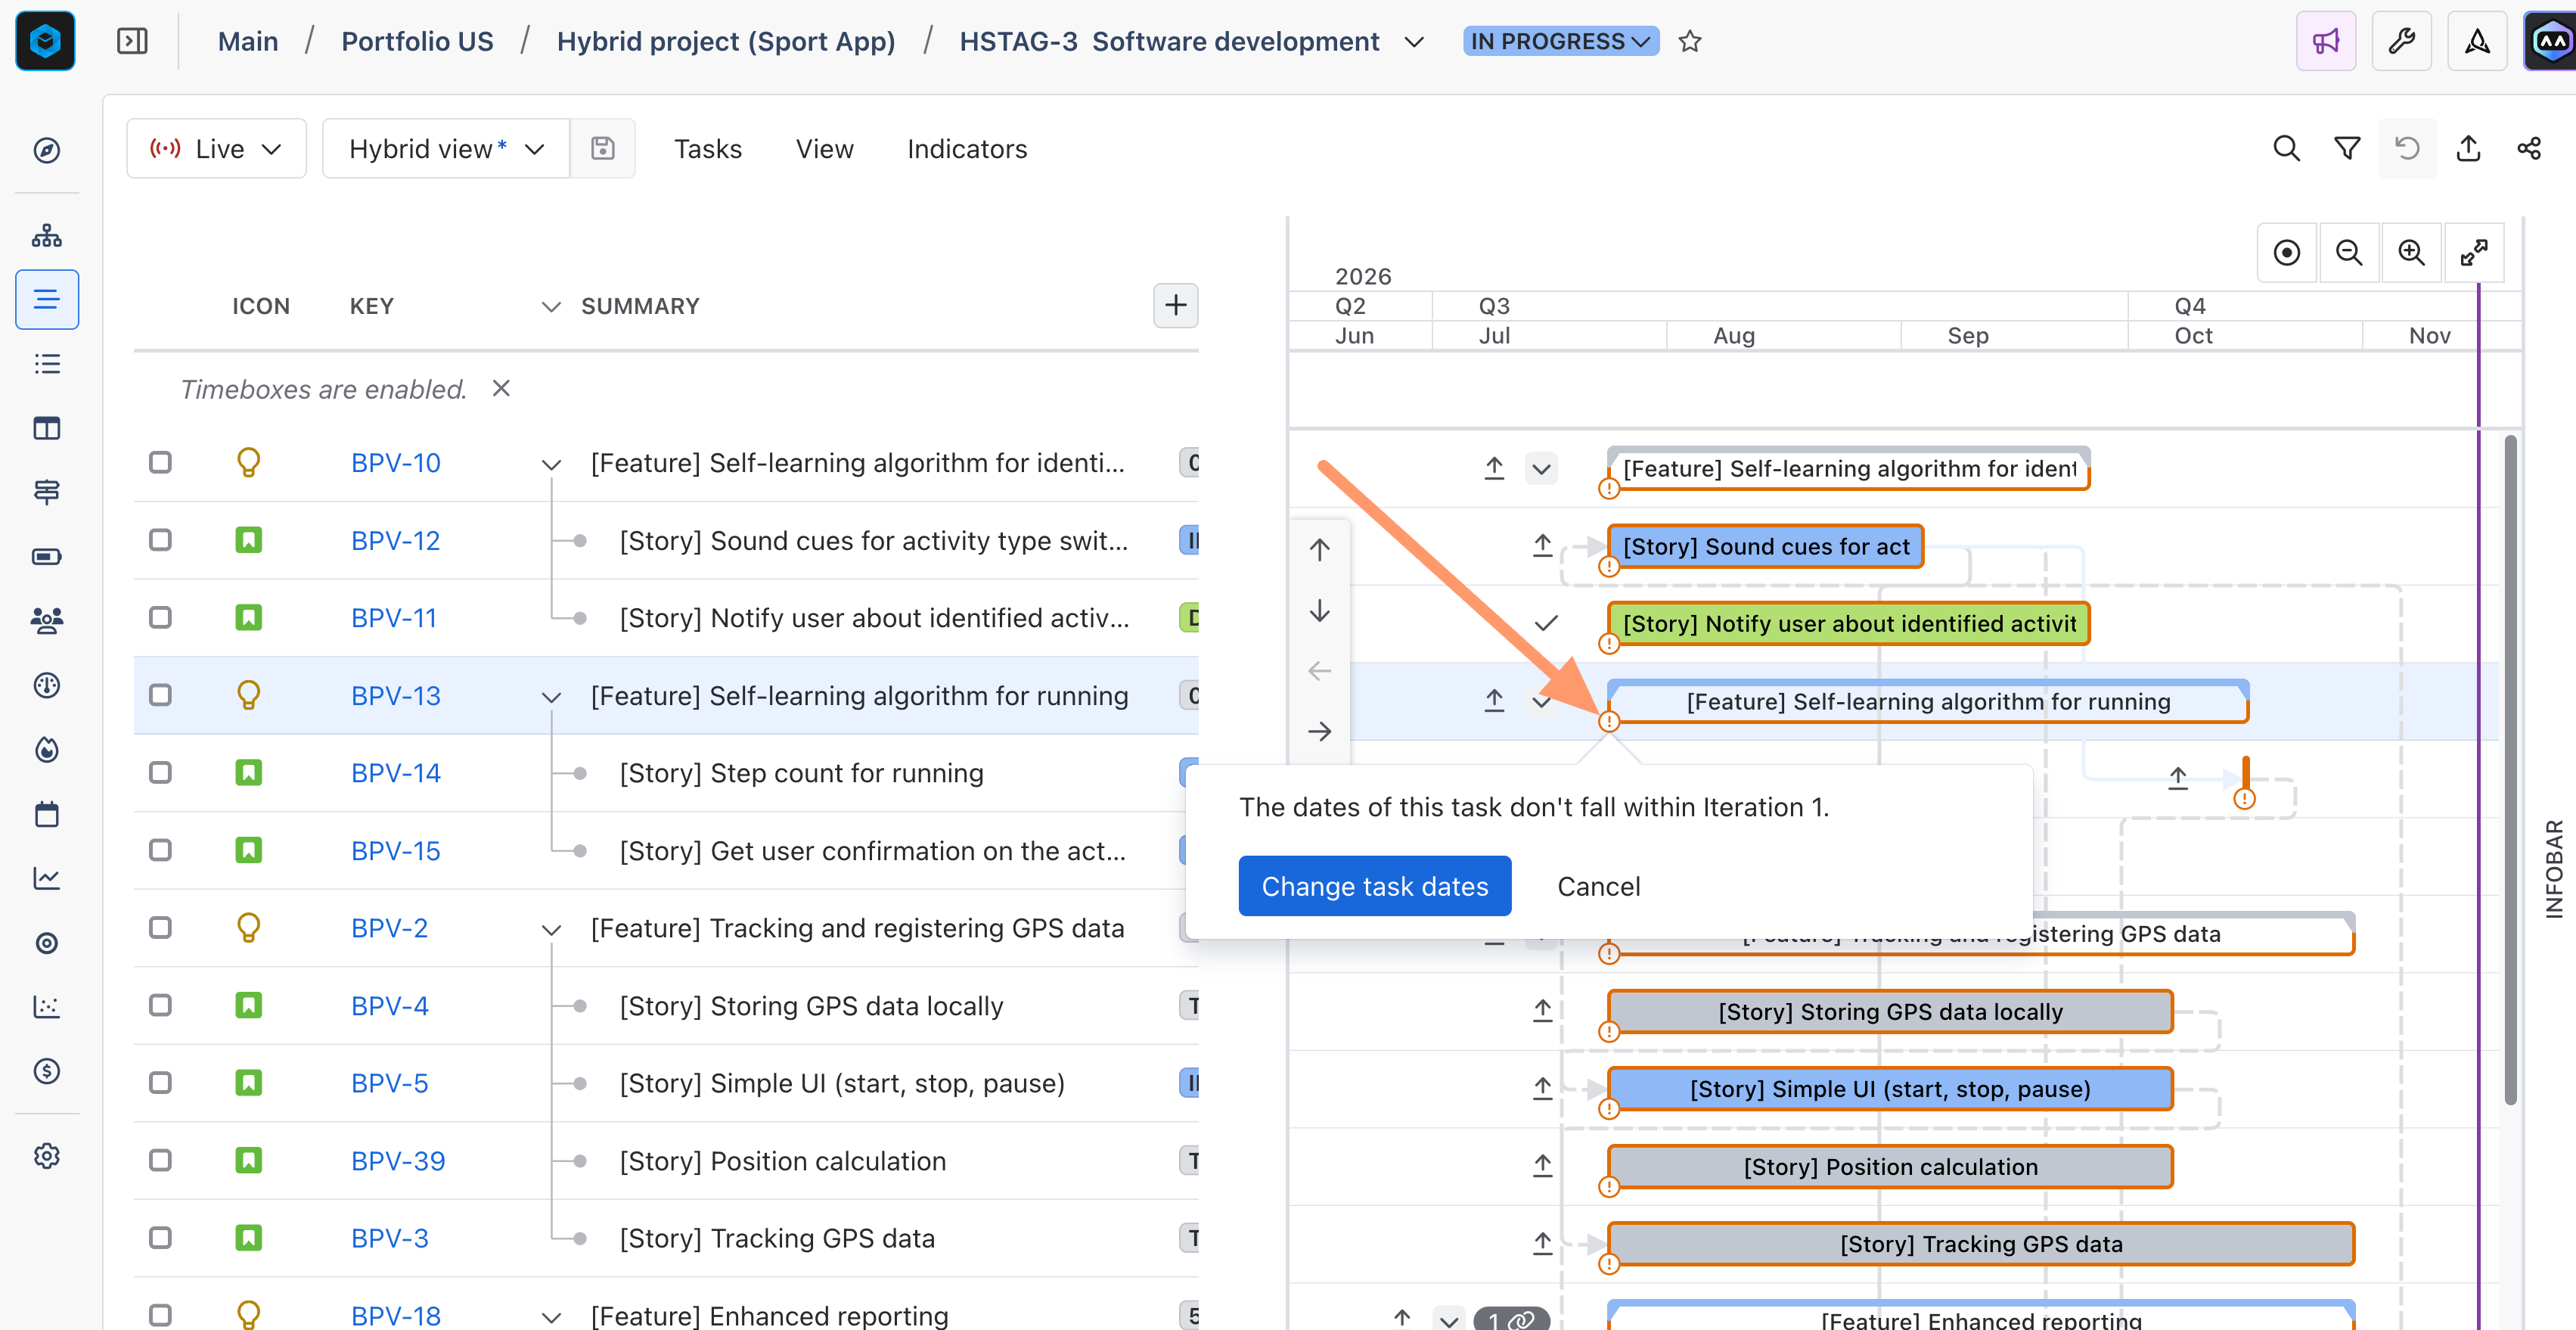 Main / Portfolio US / Hybrid project (Sport App) / HSTAG-3 Software development IN PROGRESS
Live Hybrid view* Tasks View Indicators
2026
Q2 Q3 Q4
Jun Jul Aug Sep Oct Nov
ICON KEY SUMMARY
Timeboxes are enabled.
BPV-10 [Feature] Self-learning algorithm for identi...
[Feature] Self-learning algorithm for ident
BPV-12 [Story] Sound cues for activity type swit...
[Story] Sound cues for act
BPV-11 [Story] Notify user about identified activ...
[Story] Notify user about identified activit
BPV-13 [Feature] Self-learning algorithm for running
[Feature] Self-learning algorithm for running
BPV-14 [Story] Step count for running
The dates of this task don't fall within Iteration 1.
BPV-15 [Story] Get user confirmation on the act...
Change task dates Cancel
INFOBAR
BPV-2 [Feature] Tracking and registering GPS data
[Feature] Tracking and registering GPS data
BPV-4 [Story] Storing GPS data locally
[Story] Storing GPS data locally
BPV-5 [Story] Simple UI (start, stop, pause)
[Story] Simple UI (start, stop, pause)
BPV-39 [Story] Position calculation
[Story] Position calculation
BPV-3 [Story] Tracking GPS data
[Story] Tracking GPS data
BPV-18 [Feature] Enhanced reporting
1
[Feature] Enhanced reporting